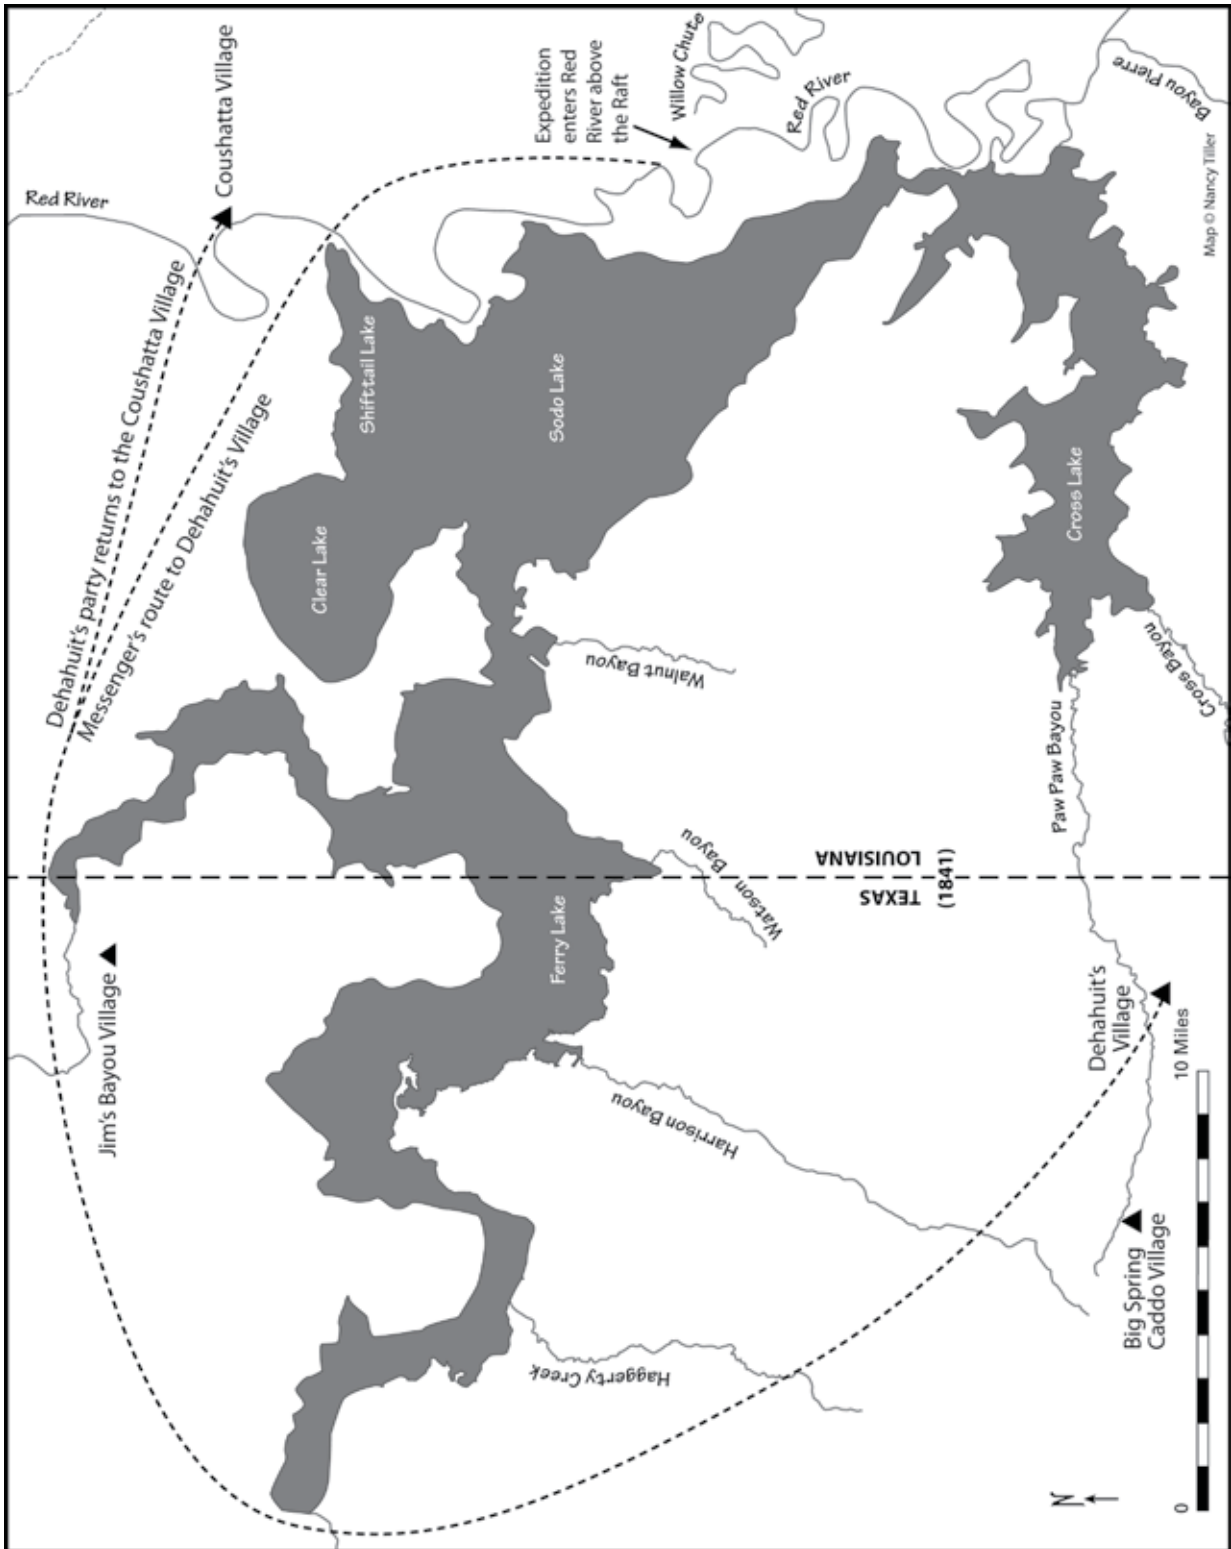 Red River
Coushatta Village
Dehahuit's party returns to the Coushatta Village
Messenger's route to Dehahuit's Village
Expedition
enters Red
River above
the Raft
Willow Chute
Red River
Bayou Pierre
Map © Nancy Tiller
Shifttail Lake
Clear Lake
Sodo Lake
Cross Lake
Walnut Bayou
Cross Bayou
Paw Paw Bayou
Watson Bayou
LOUISIANA
TEXAS
(1841)
Jim's Bayou Village
Ferry Lake
Harrison Bayou
Haggerty Creek
Dehahuit's
Village
Big Spring
Caddo Village
N
0
10 Miles